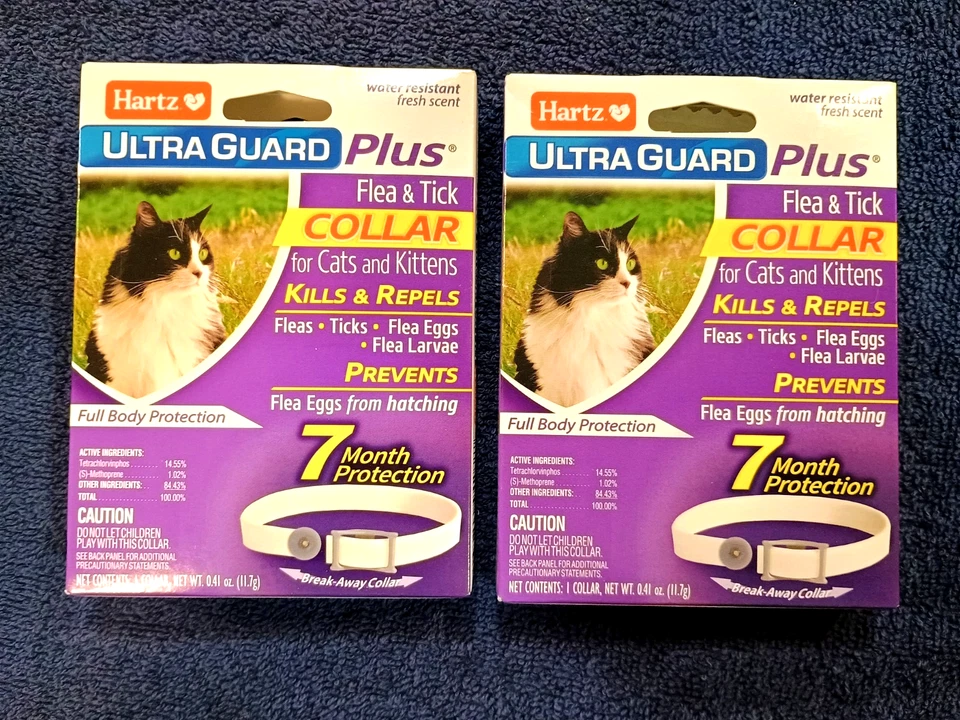 Hartz
water resistant
fresh scent
ULTRA GUARD Plus®
Flea & Tick
COLLAR
for Cats and Kittens
KILLS & REPELS
Fleas • Ticks • Flea Eggs
• Flea Larvae
PREVENTS
Flea Eggs from hatching
Full Body Protection
7 Month
Protection
ACTIVE INGREDIENTS:
Tetrachlorvinphos ........ 14.55%
(S)-Methoprene ........ 1.02%
OTHER INGREDIENTS: . . 84.43%
TOTAL ........ 100.00%
CAUTION
DO NOT LET CHILDREN
PLAY WITH THIS COLLAR.
SEE BACK PANEL FOR ADDITIONAL
PRECAUTIONARY STATEMENTS.
NET CONTENTS: 1 COLLAR, NET WT. 0.41 oz. (11.7g)
Break-Away Collar
Hartz
water resistant
fresh scent
ULTRA GUARD Plus®
Flea & Tick
COLLAR
for Cats and Kittens
KILLS & REPELS
Fleas • Ticks • Flea Eggs
• Flea Larvae
PREVENTS
Flea Eggs from hatching
Full Body Protection
7 Month
Protection
ACTIVE INGREDIENTS:
Tetrachlorvinphos ........ 14.55%
(S)-Methoprene ........ 1.02%
OTHER INGREDIENTS: . . 84.43%
TOTAL ........ 100.00%
CAUTION
DO NOT LET CHILDREN
PLAY WITH THIS COLLAR.
SEE BACK PANEL FOR ADDITIONAL
PRECAUTIONARY STATEMENTS.
NET CONTENTS: 1 COLLAR, NET WT. 0.41 oz. (11.7g)
Break-Away Collar